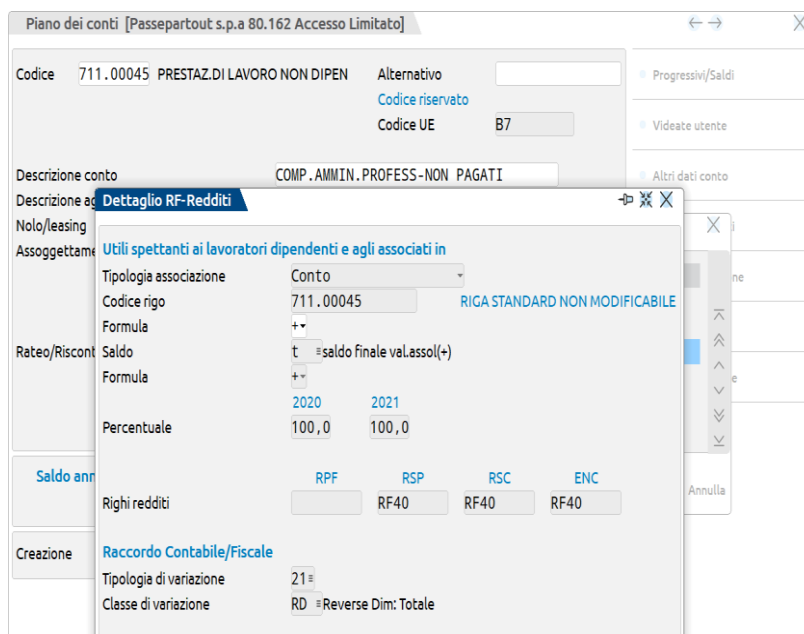 Piano dei conti [Passepartout s.p.a 80.162 Accesso Limitato]
Codice 711.00045 PRESTAZ.DI LAVORO NON DIPEN Alternativo
Codice riservato
Codice UE B7
Progressivi/Saldi
Videate utente
Altri dati conto
Descrizione conto COMP.AMMIN.PROFESS-NON PAGATI
Descrizione ag
Nolo/leasing
Assoggettame
Rateo/Riscont
Saldo ann
Creazione
Annulla
Dettaglio RF-Redditi
Utili spettanti ai lavoratori dipendenti e agli associati in
Tipologia associazione Conto
Codice rigo 711.00045 RIGA STANDARD NON MODIFICABILE
Formula +
Saldo t saldo finale val.assol(+)
Formula +
2020 2021
Percentuale 100,0 100,0
RPF RSP RSC ENC
Righi redditi RF40 RF40 RF40
Raccordo Contabile/Fiscale
Tipologia di variazione 21
Classe di variazione RD Reverse Dim: Totale